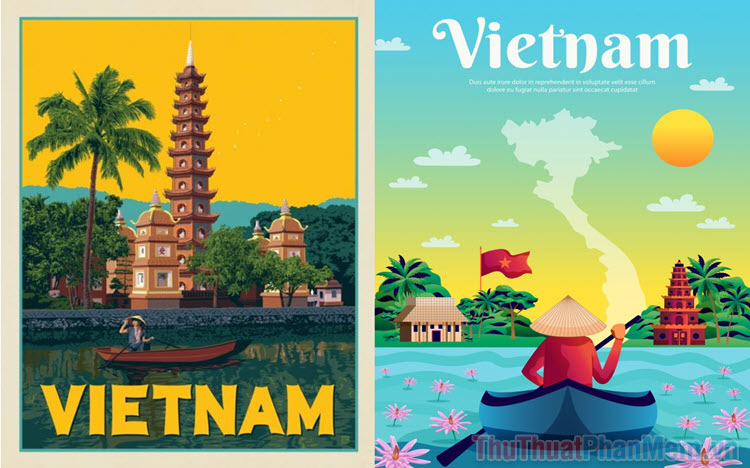 VIETNAM
Vietnam
Duis aute irure dolor in reprehenderit in voluptate velit esse cillum
dolore eu fugiat nulla pariatur sint occaecat cupidatat
ThuThuatPhanMem.vn